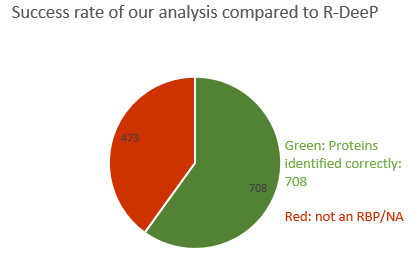 Success rate of our analysis compared to R-DeeP
473
708
Green: Proteins
identified correctly:
708
Red: not an RBP/NA